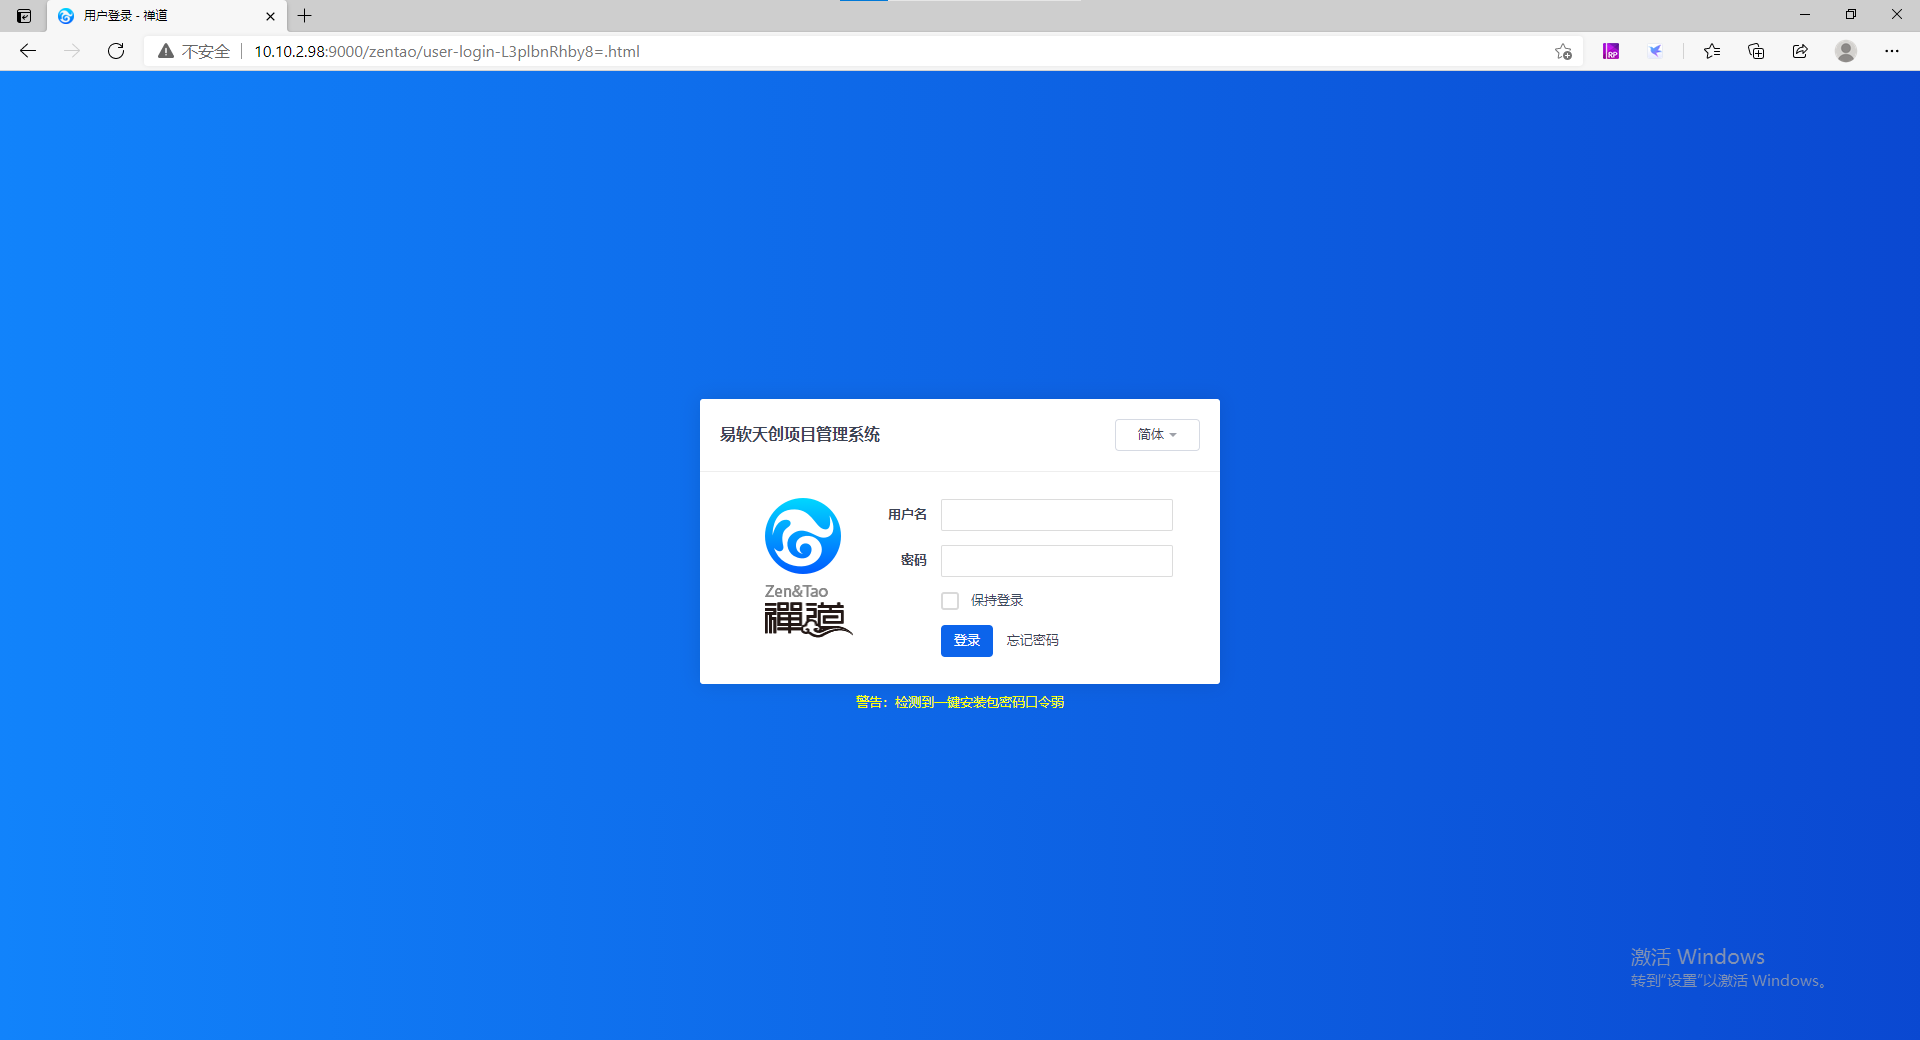 用户登录 - 禅道
不安全
10.10.2.98:9000/zentao/user-login-L3plbnRhby8=.html
RP
易软天创项目管理系统
简体
用户名
密码
Zen&Tao
禪道
保持登录
登录
忘记密码
警告：检测到一键安装包密码口令弱
激活 Windows
转到"设置"以激活 Windows。